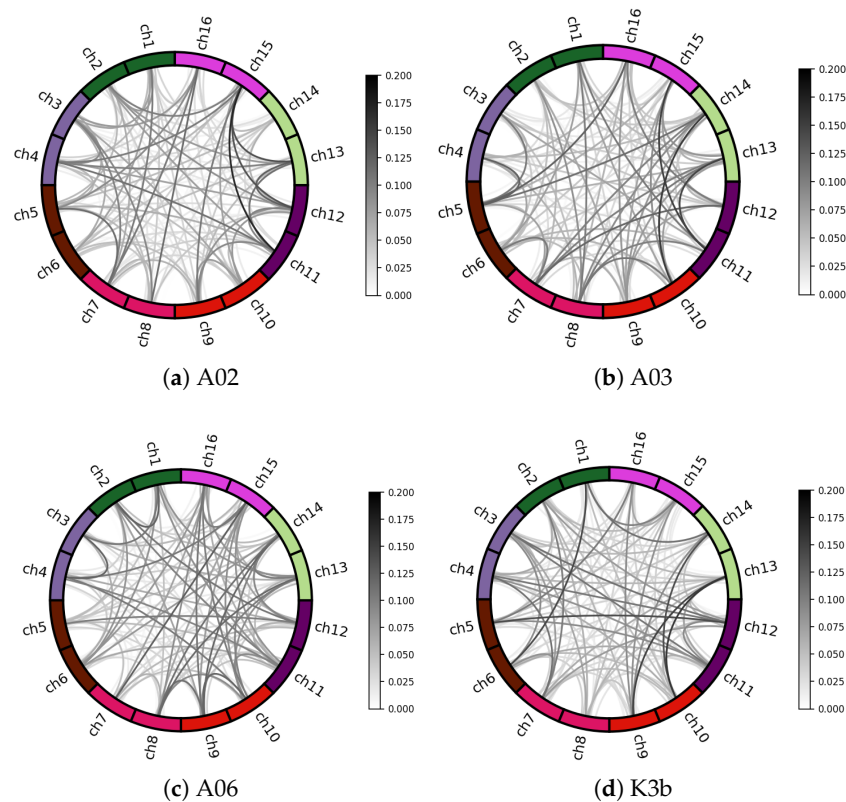 ch1
ch2
ch3
ch4
ch5
ch6
ch7
ch8
ch9
ch10
ch11
ch12
ch13
ch14
ch15
ch16
0.200
0.175
0.150
0.125
0.100
0.075
0.050
0.025
0.000
(a) A02
ch1
ch2
ch3
ch4
ch5
ch6
ch7
ch8
ch9
ch10
ch11
ch12
ch13
ch14
ch15
ch16
0.200
0.175
0.150
0.125
0.100
0.075
0.050
0.025
0.000
(b) A03
ch1
ch2
ch3
ch4
ch5
ch6
ch7
ch8
ch9
ch10
ch11
ch12
ch13
ch14
ch15
ch16
0.200
0.175
0.150
0.125
0.100
0.075
0.050
0.025
0.000
(c) A06
ch1
ch2
ch3
ch4
ch5
ch6
ch7
ch8
ch9
ch10
ch11
ch12
ch13
ch14
ch15
ch16
0.200
0.175
0.150
0.125
0.100
0.075
0.050
0.025
0.000
(d) K3b